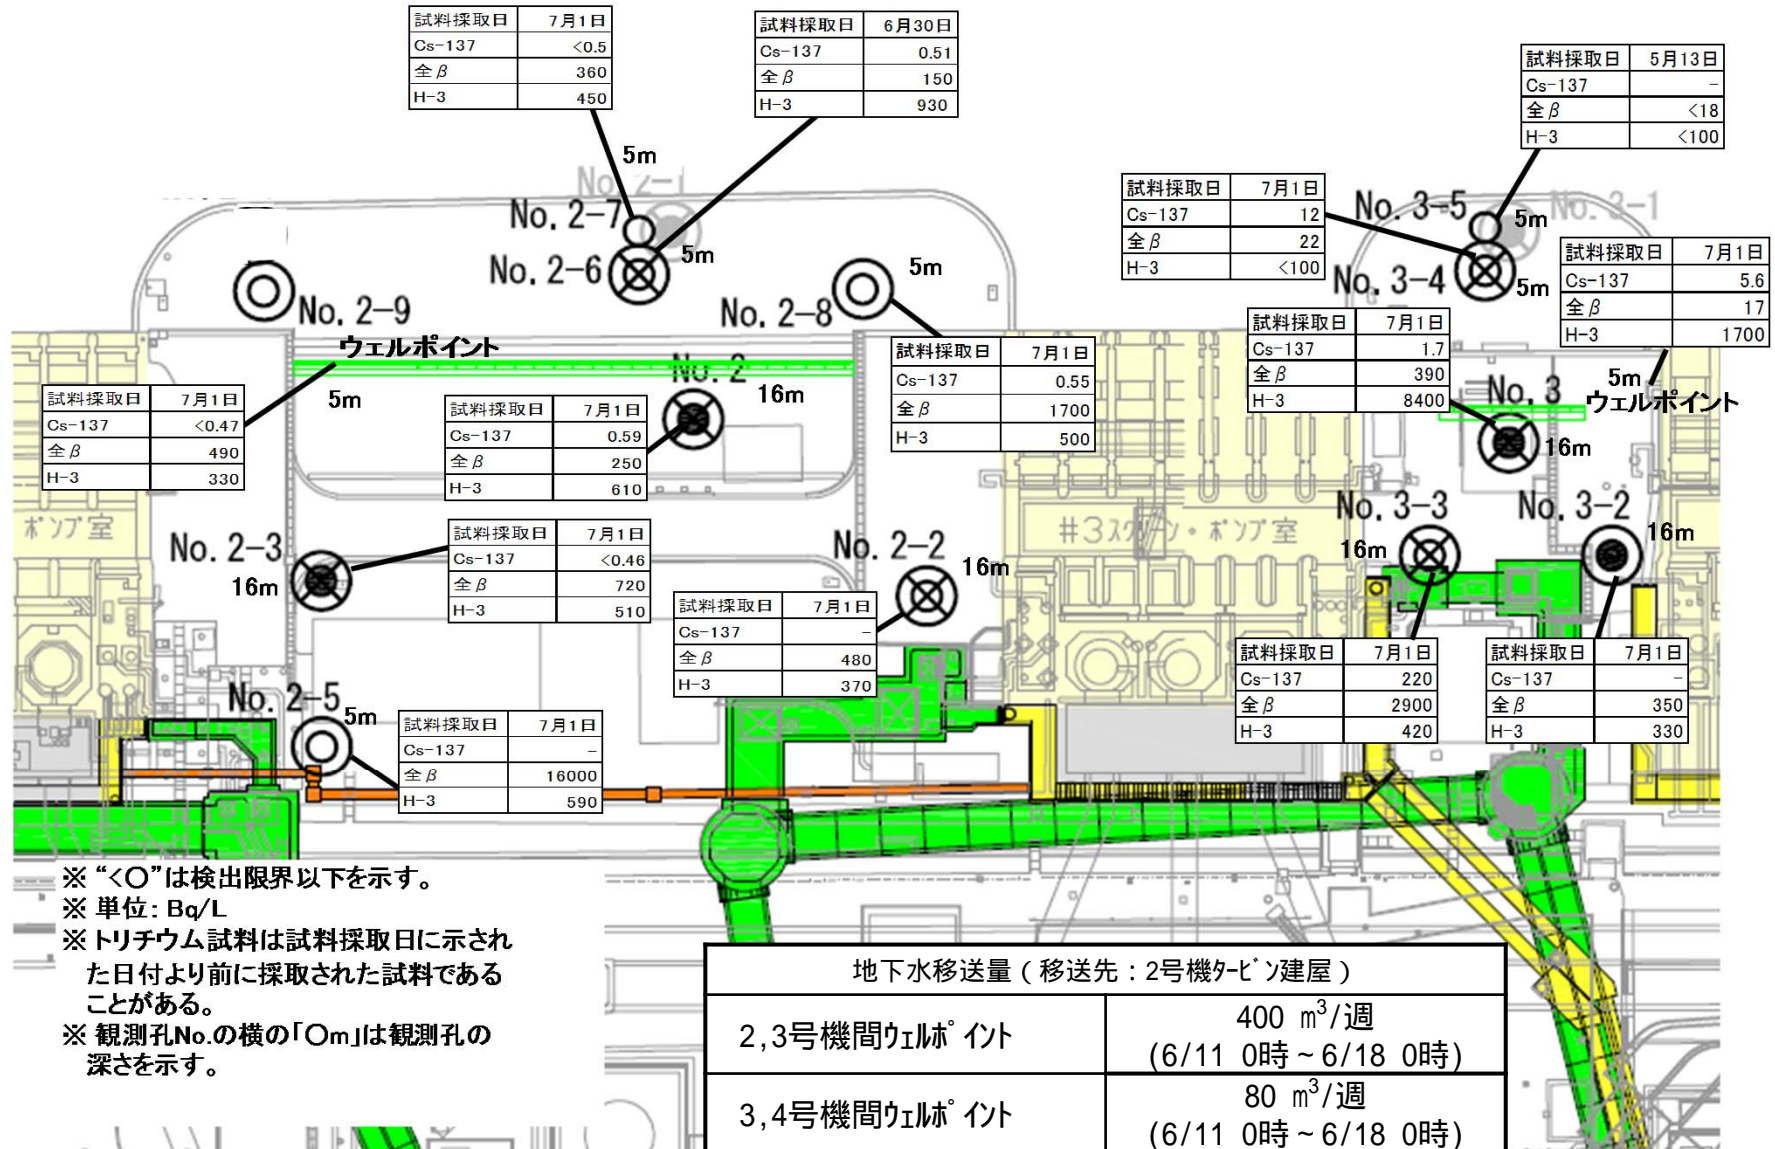 試料採取日 7月1日
Cs-137 <0.5
全β 360
H-3 450
試料採取日 6月30日
Cs-137 0.51
全β 150
H-3 930
試料採取日 5月13日
Cs-137 -
全β <18
H-3 <100
5m
No. 2-1
No. 2-7
No. 2-6
5m
試料採取日 7月1日
Cs-137 12
全β 22
H-3 <100
No. 3-5
5m
No. 3-1
No. 3-4
5m
試料採取日 7月1日
Cs-137 5.6
全β 17
H-3 1700
No. 2-9
No. 2-8
5m
ウェルポイント
5m
試料採取日 7月1日
Cs-137 <0.47
全β 490
H-3 330
No. 2
16m
試料採取日 7月1日
Cs-137 0.59
全β 250
H-3 610
試料採取日 7月1日
Cs-137 0.55
全β 1700
H-3 500
試料採取日 7月1日
Cs-137 1.7
全β 390
H-3 8400
No. 3
16m
5m
ウェルポイント
ポンプ室
No. 2-3
16m
試料採取日 7月1日
Cs-137 <0.46
全β 720
H-3 510
No. 2-2
16m
#3スクリーン・ポンプ室
No. 3-3
16m
No. 3-2
16m
試料採取日 7月1日
Cs-137 -
全β 480
H-3 370
試料採取日 7月1日
Cs-137 220
全β 2900
H-3 420
試料採取日 7月1日
Cs-137 -
全β 350
H-3 330
No. 2-5
5m
試料採取日 7月1日
Cs-137 -
全β 16000
H-3 590
※ “<〇”は検出限界以下を示す。
※ 単位: Bq/L
※ トリチウム試料は試料採取日に示され
た日付より前に採取された試料である
ことがある。
※ 観測孔No.の横の「〇m」は観測孔の
深さを示す。
地下水移送量(移送先:2号機タービン建屋)
2,3号機間ウェルポイント 400 m³/週
(6/11 0時~6/18 0時)
3,4号機間ウェルポイント 80 m³/週
(6/11 0時~6/18 0時)